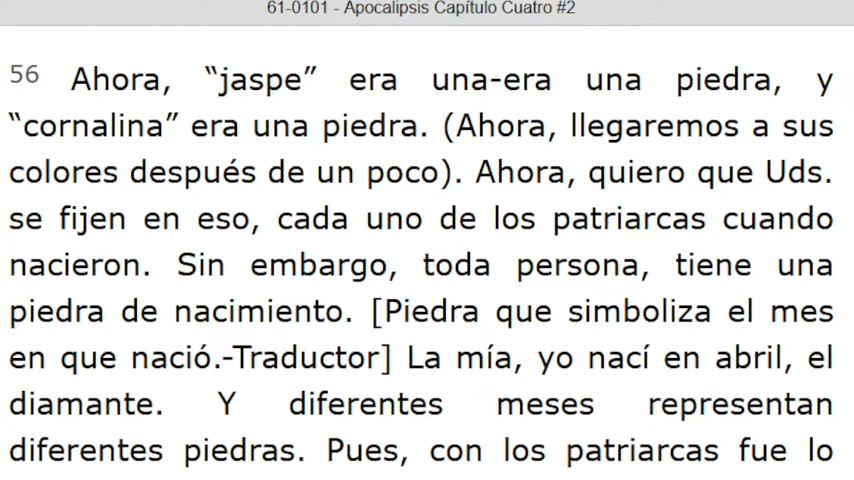 61-0101 - Apocalipsis Capítulo Cuatro #2
56 Ahora, “jaspe” era una-era una piedra, y
“cornalina” era una piedra. (Ahora, llegaremos a sus
colores después de un poco). Ahora, quiero que Uds.
se fijen en eso, cada uno de los patriarcas cuando
nacieron. Sin embargo, toda persona, tiene una
piedra de nacimiento. [Piedra que simboliza el mes
en que nació.-Traductor] La mía, yo nací en abril, el
diamante. Y diferentes meses representan
diferentes piedras. Pues, con los patriarcas fue lo